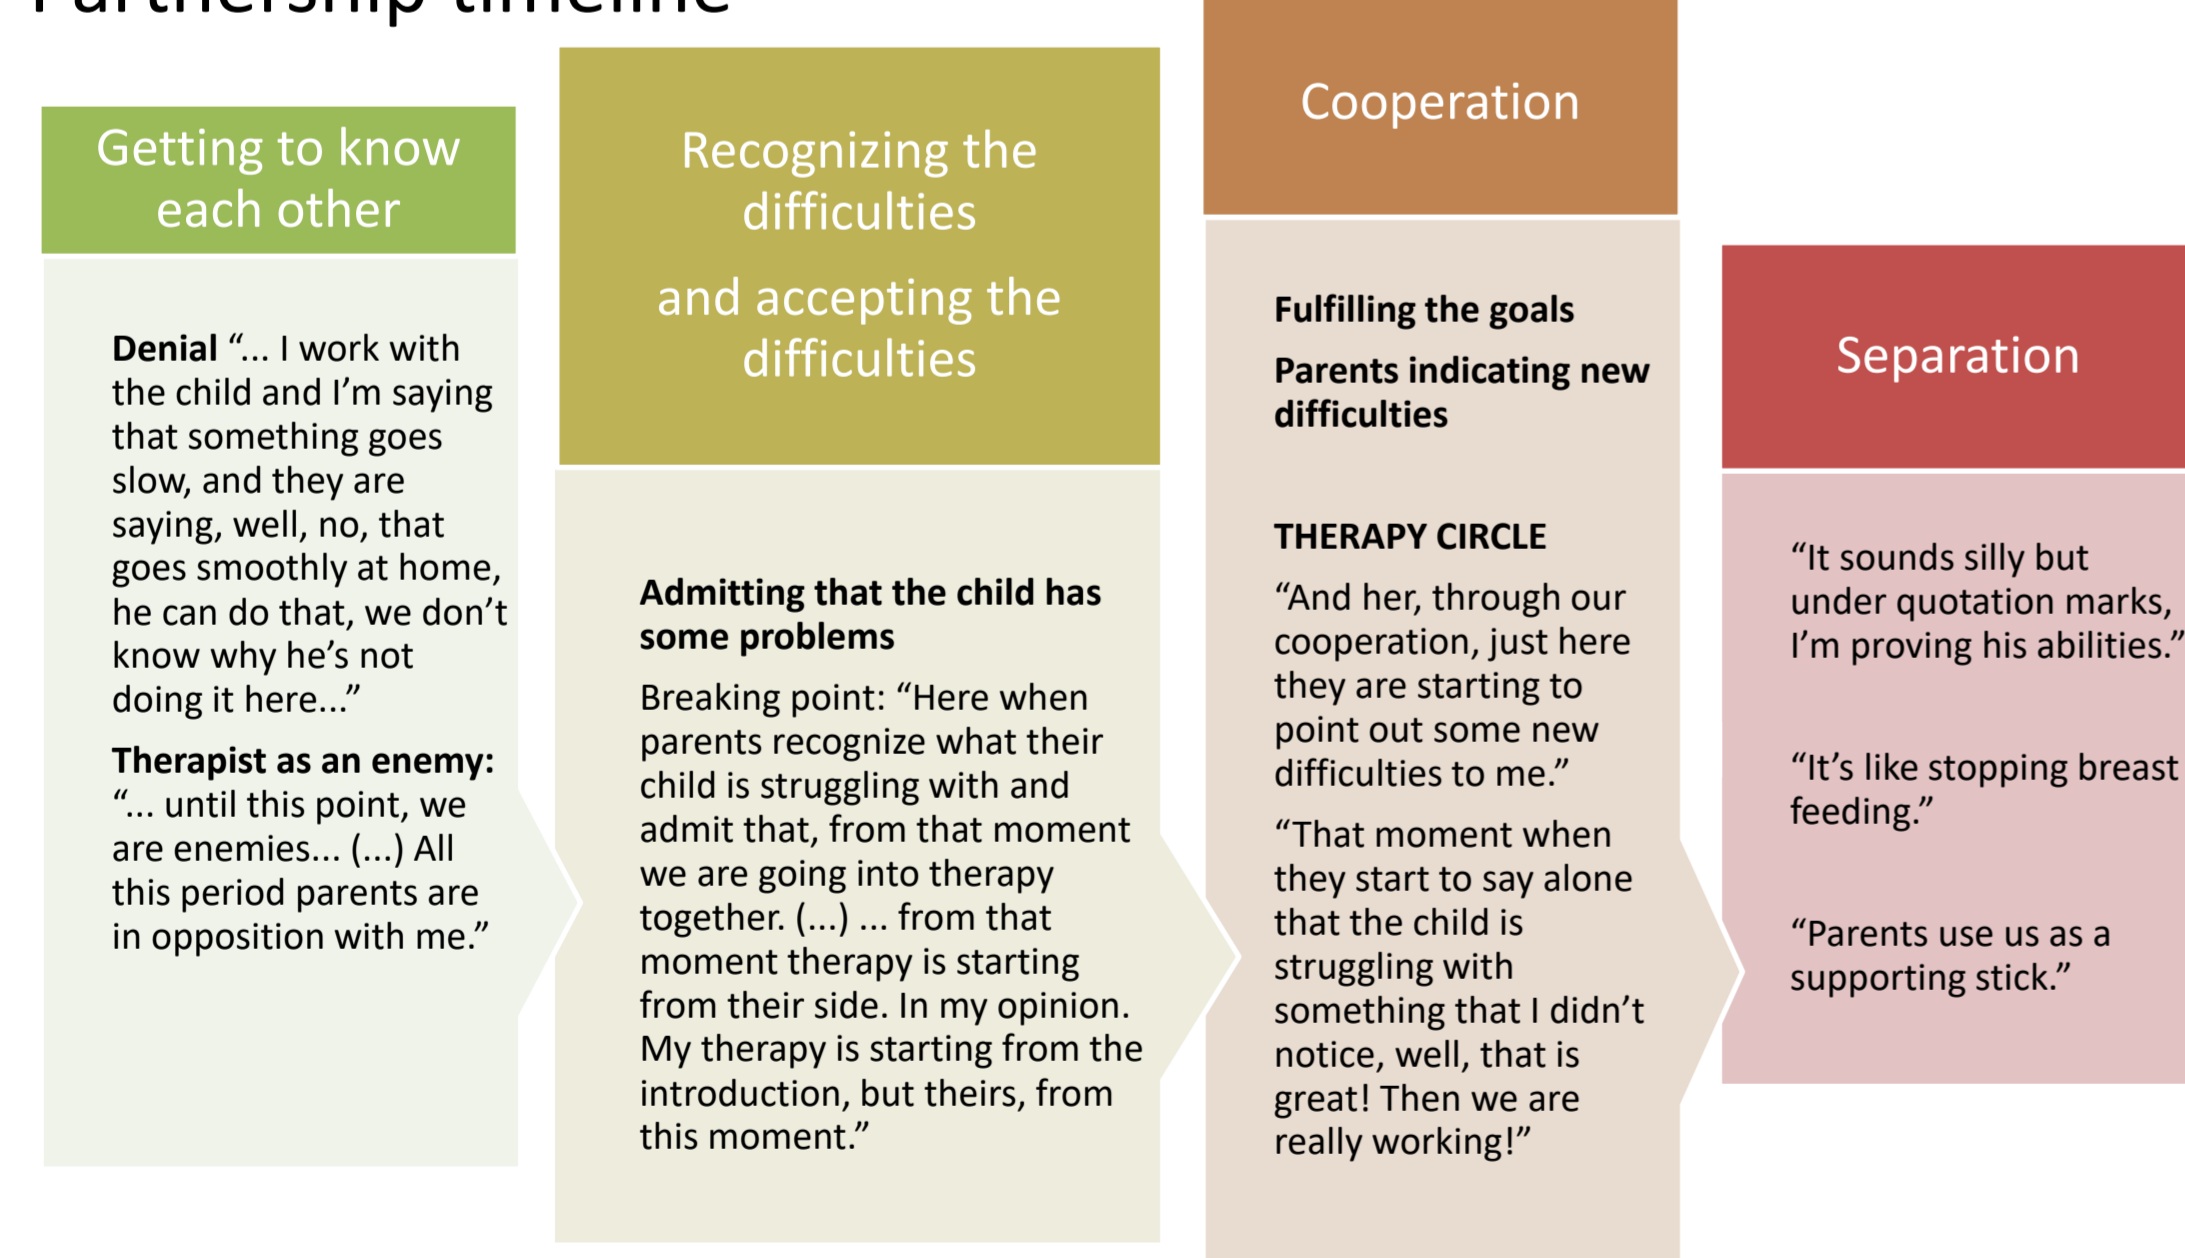 Partnership timeline
Getting to know
each other
Denial “... I work with
the child and I’m saying
that something goes
slow, and they are
saying, well, no, that
goes smoothly at home,
he can do that, we don’t
know why he’s not
doing it here...”
Therapist as an enemy:
“... until this point, we
are enemies... (...) All
this period parents are
in opposition with me.”
Recognizing the
difficulties
and accepting the
difficulties
Admitting that the child has
some problems
Breaking point: “Here when
parents recognize what their
child is struggling with and
admit that, from that moment
we are going into therapy
together. (...) ... from that
moment therapy is starting
from their side. In my opinion.
My therapy is starting from the
introduction, but theirs, from
this moment.”
Cooperation
Fulfilling the goals
Parents indicating new
difficulties
THERAPY CIRCLE
“And her, through our
cooperation, just here
they are starting to
point out some new
difficulties to me.”
“That moment when
they start to say alone
that the child is
struggling with
something that I didn’t
notice, well, that is
great! Then we are
really working!”
Separation
“It sounds silly but
under quotation marks,
I’m proving his abilities.”
“It’s like stopping breast
feeding.”
“Parents use us as a
supporting stick.”